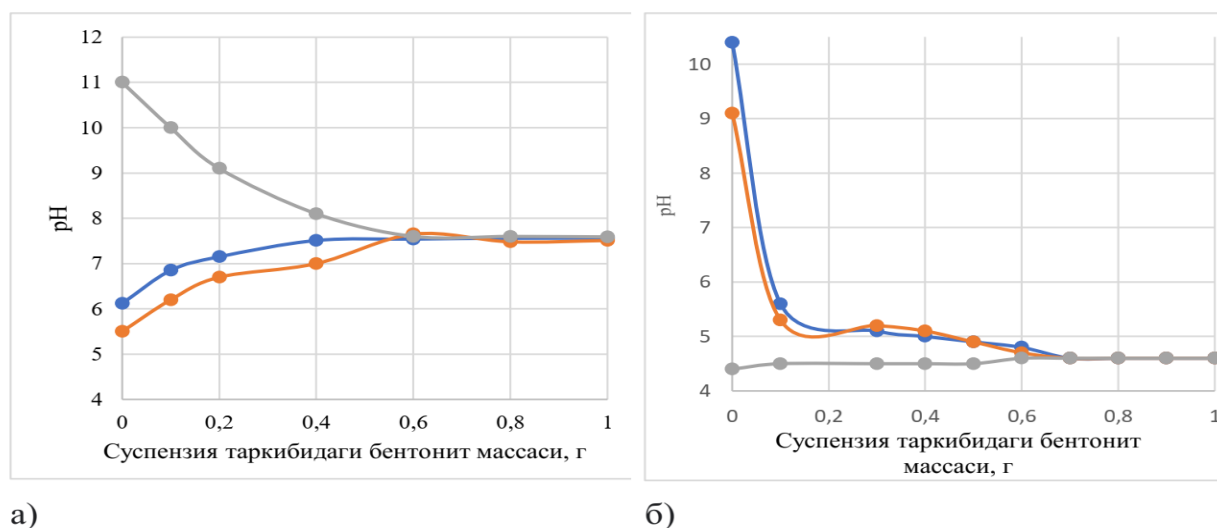 12
11
10
9
8
7
6
5
4
pH
0 0,2 0,4 0,6 0,8 1
Суспензия таркибидаги бентонит массаси, г
а)
10
9
8
7
6
5
4
pH
0 0,2 0,4 0,6 0,8 1
Суспензия таркибидаги бентонит
массаси, г
б)